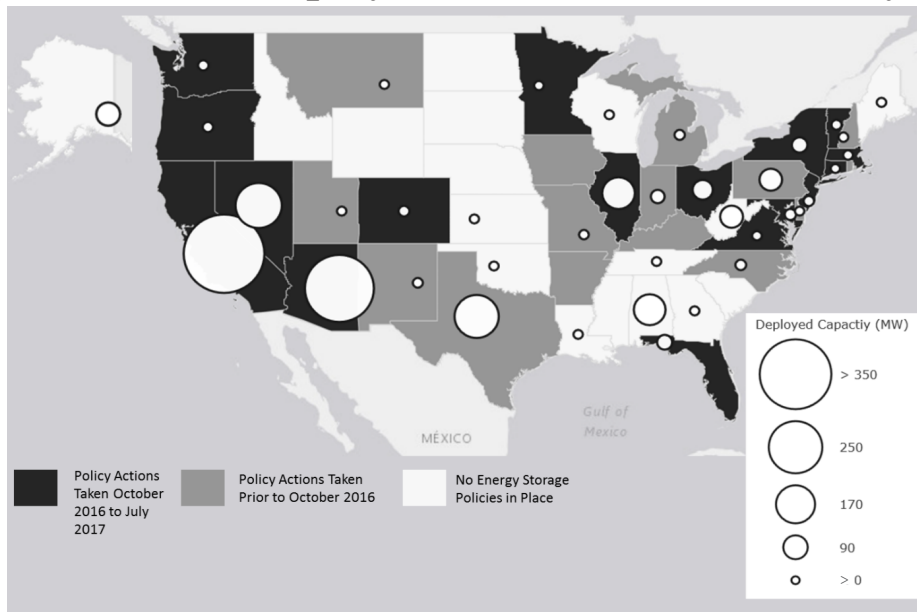 Gulf of
Mexico
MÉXICO
Deployed Capactiy (MW)
> 350
250
170
90
> 0
Policy Actions
Taken October
2016 to July
2017
Policy Actions Taken
Prior to October 2016
No Energy Storage
Policies in Place